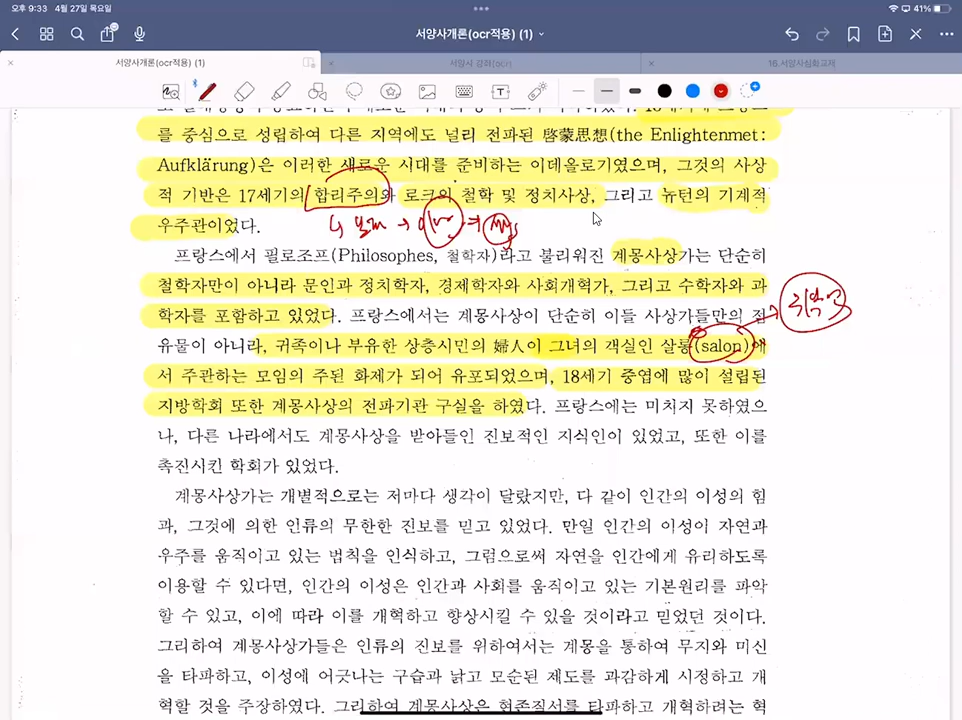 오후 9:33 4월 27일 목요일
41%
서양사개론(ocr적용) (1)
서양사개론(ocr적용) (1)
서양사 강하(ocr)
16.서양사심화교재
를 중심으로 성립하여 다른 지역에도 널리 전파된 啓蒙思想(the Enlightenmet:
Aufklärung)은 이러한 새로운 시대를 준비하는 이데올로기였으며, 그것의 사상
적 기반은 17세기의 합리주의와 로크의 철학 및 정치사상, 그리고 뉴턴의 기계적
우주관이었다.
프랑스에서 필로조프(Philosophes, 철학자)라고 불리워진 계몽사상가는 단순히
철학자만이 아니라 문인과 정치학자, 경제학자와 사회개혁가, 그리고 수학자와 과
학자를 포함하고 있었다. 프랑스에서는 계몽사상이 단순히 이들 사상가들만의 점
유물이 아니라, 귀족이나 부유한 상층시민의 婦人이 그녀의 객실인 살롱(salon)에
서 주관하는 모임의 주된 화제가 되어 유포되었으며, 18세기 중엽에 많이 설립된
지방학회 또한 계몽사상의 전파기관 구실을 하였다. 프랑스에는 미치지 못하였으
나, 다른 나라에서도 계몽사상을 받아들인 진보적인 지식인이 있었고, 또한 이를
촉진시킨 학회가 있었다.
계몽사상가는 개별적으로는 저마다 생각이 달랐지만, 다 같이 인간의 이성의 힘
과, 그것에 의한 인류의 무한한 진보를 믿고 있었다. 만일 인간의 이성이 자연과
우주를 움직이고 있는 법칙을 인식하고, 그럼으로써 자연을 인간에게 유리하도록
이용할 수 있다면, 인간의 이성은 인간과 사회를 움직이고 있는 기본원리를 파악
할 수 있고, 이에 따라 이를 개혁하고 향상시킬 수 있을 것이라고 믿었던 것이다.
그리하여 계몽사상가들은 인류의 진보를 위하여서는 계몽을 통하여 무지와 미신
을 타파하고, 이성에 어긋나는 구습과 낡고 모순된 제도를 과감하게 시정하고 개
혁할 것을 주장하였다. 그리하여 계몽사상은 현존질서를 타파하고 개혁하려는 혁